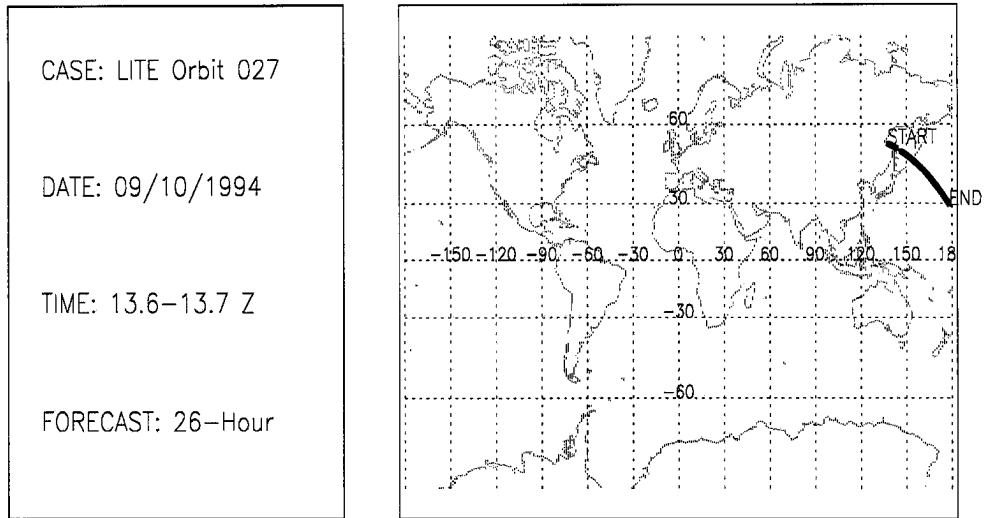 CASE: LITE Orbit 027
DATE: 09/10/1994
TIME: 13.6-13.7 Z
FORECAST: 26-Hour
60
START
30
END
-150 -120 -90 -60 -30 0 30 60 90 120 150 18
-30
-60